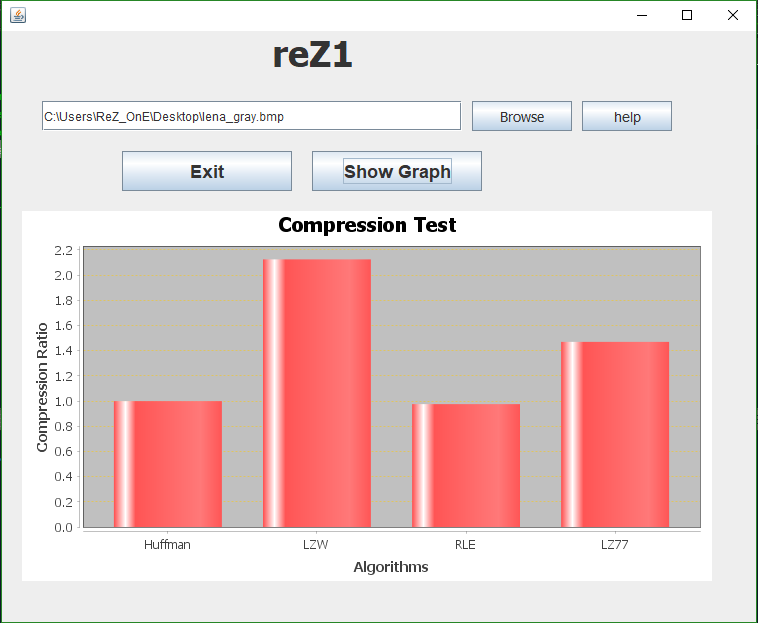 reZ1
C:\Users\ReZ_OnE\Desktop\lena_gray.bmp
Browse
help
Exit
Show Graph
Compression Test
2.2
2.0
1.8
1.6
1.4
1.2
1.0
0.8
0.6
0.4
0.2
0.0
Compression Ratio
Huffman
LZW
RLE
LZ77
Algorithms